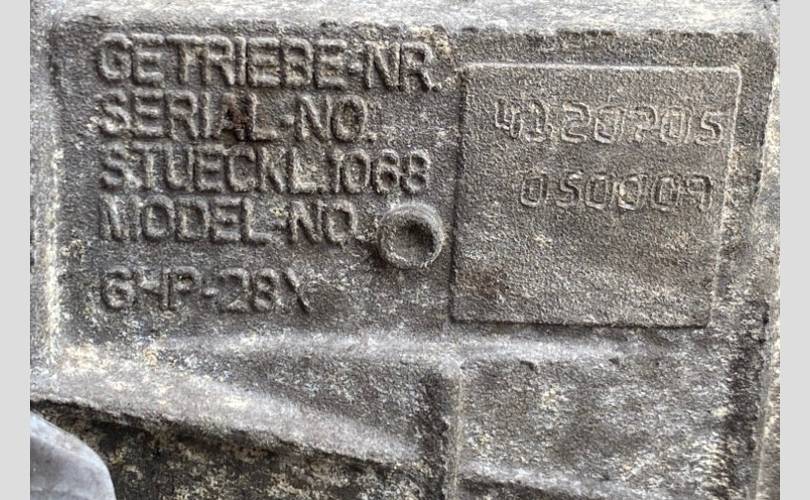 GETRIEBE-NR.
SERIAL-NO.
STUECKL.1068
MODEL-NO.
6HP-28X
4120705
050009